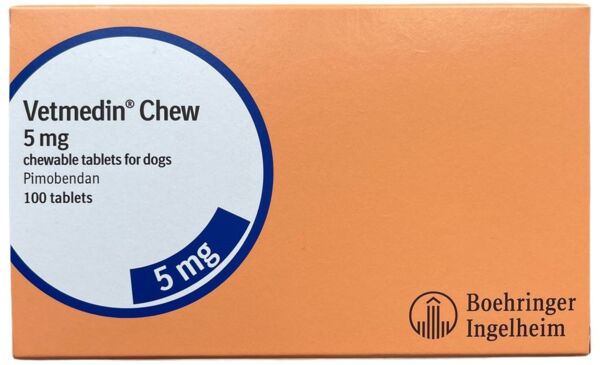 Vetmedin® Chew
5 mg
chewable tablets for dogs
Pimobendan
100 tablets
5 mg
Boehringer
Ingelheim